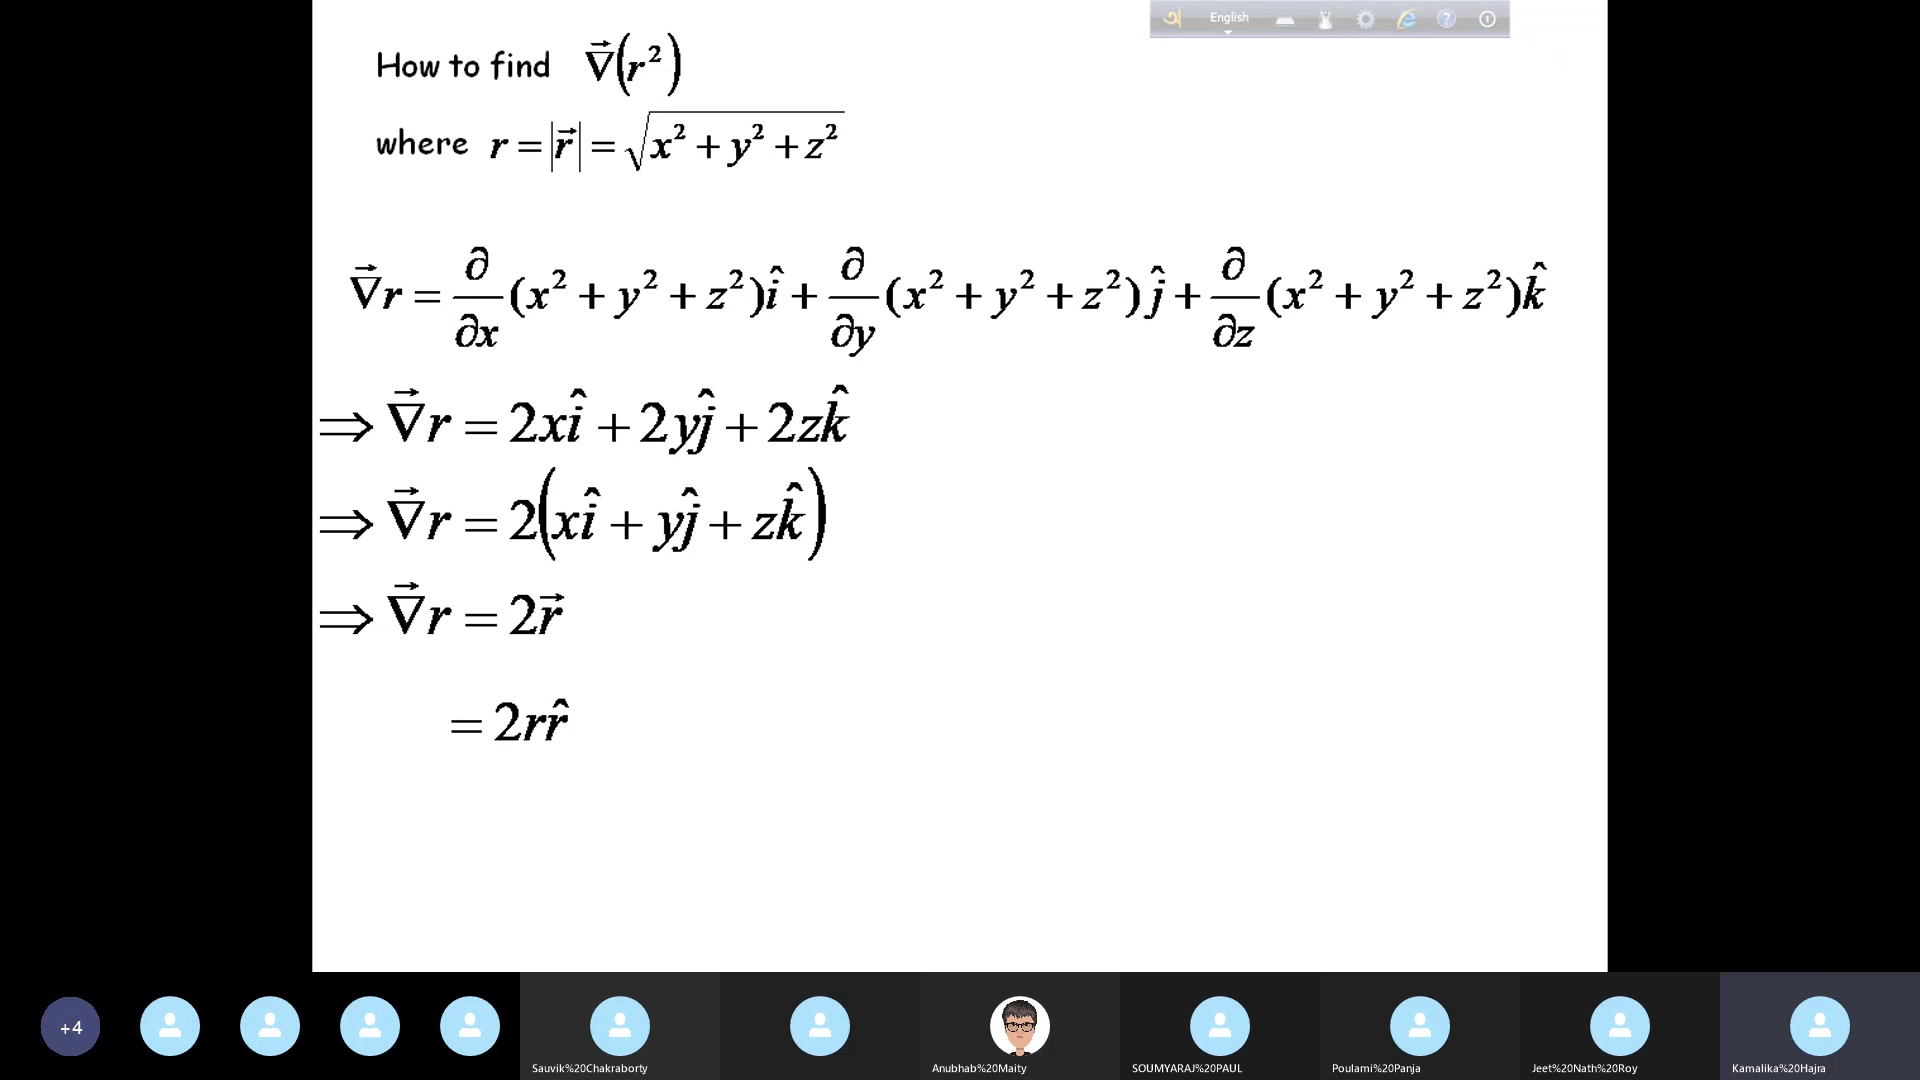 English
How to find ∇⃗(r²)
where r = |r⃗| = √(x² + y² + z²)
∇⃗r = ∂/∂x (x² + y² + z²)î + ∂/∂y (x² + y² + z²)ĵ + ∂/∂z (x² + y² + z²)k̂
⇒ ∇⃗r = 2xî + 2yĵ + 2zk̂
⇒ ∇⃗r = 2(xî + yĵ + zk̂)
⇒ ∇⃗r = 2r⃗
= 2rr̂
+4
Sauvik%20Chakraborty Anubhab%20Maity SOUMYARAJ%20PAUL Poulami%20Panja Jeet%20Nath%20Roy Kamalika%20Hajra